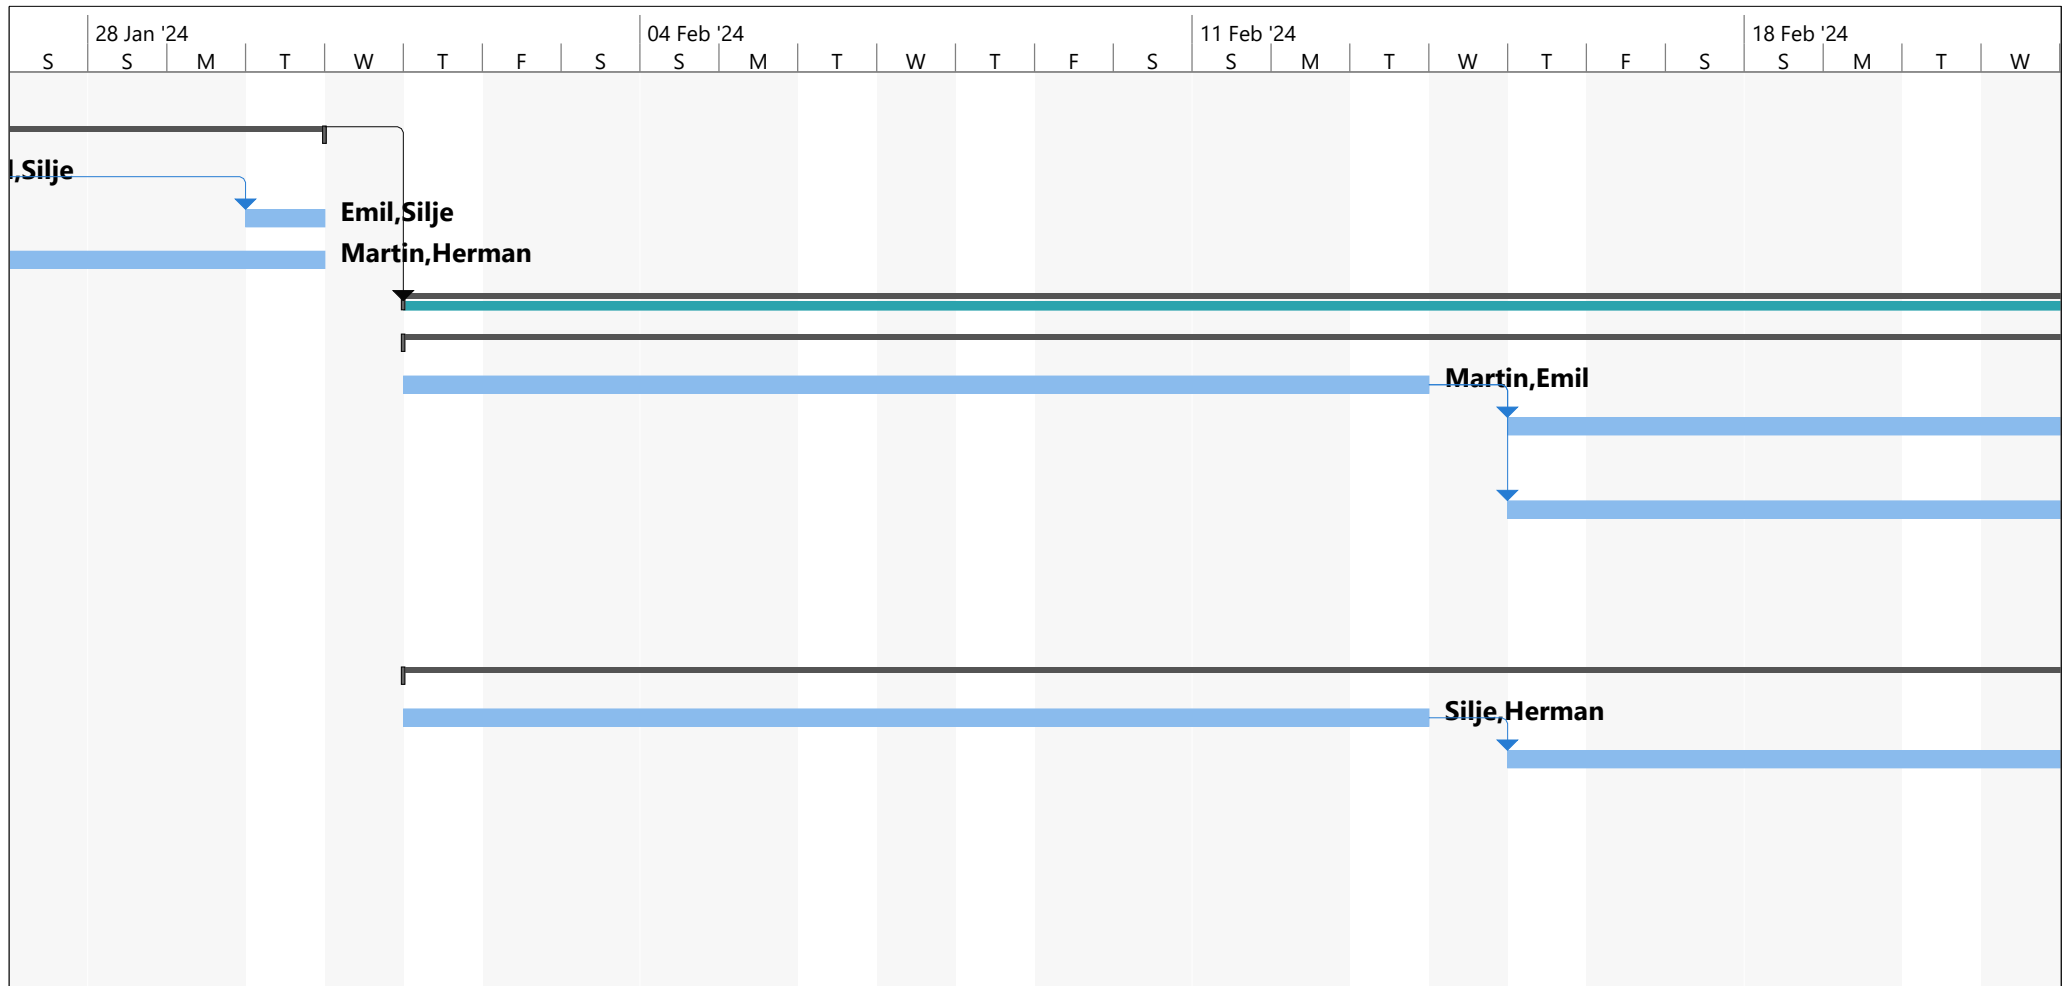 28 Jan '24 04 Feb '24 11 Feb '24 18 Feb '24
S S M T W T F S S M T W T F S S M T W T F S S M T W
,Silje
Emil,Silje
Martin,Herman
Martin,Emil
Silje,Herman